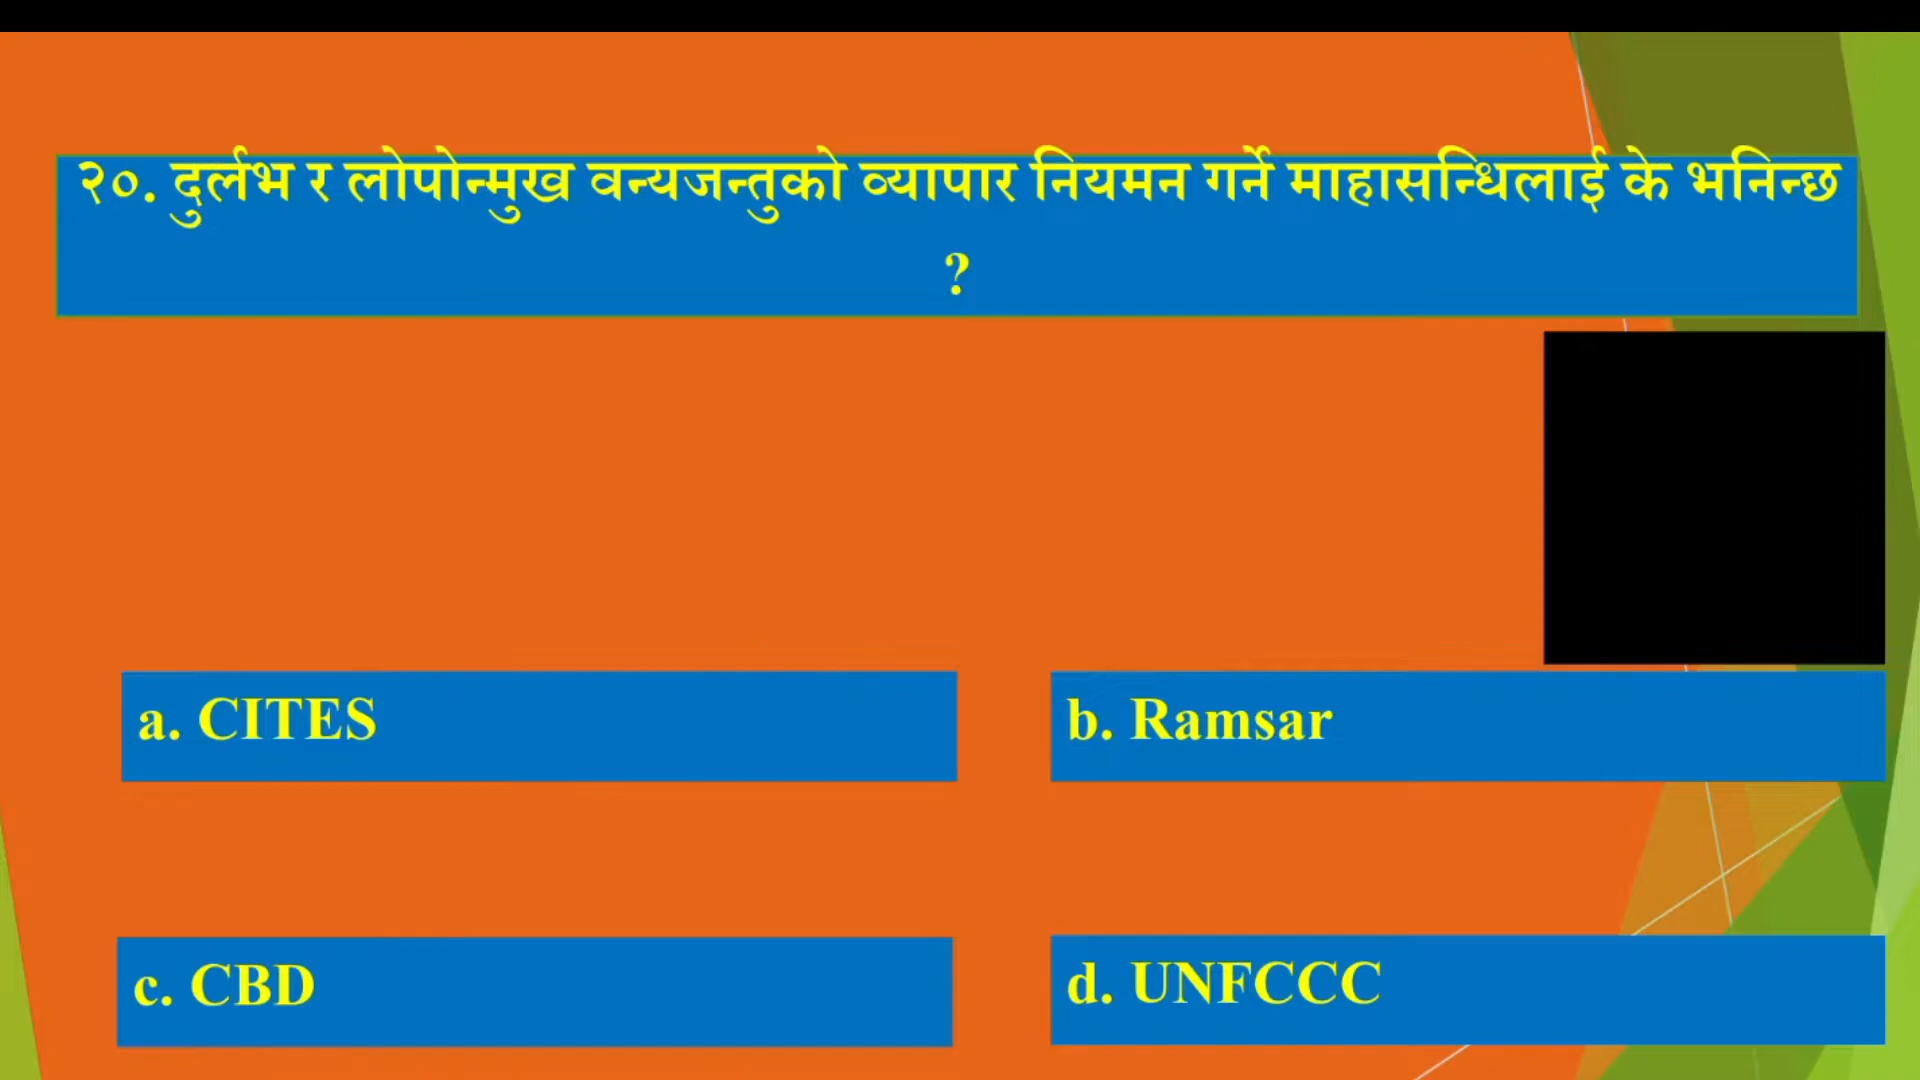 २०. दुर्लभ र लोपोन्मुख वन्यजन्तुको व्यापार नियमन गर्ने माहासन्धिलाई के भनिन्छ
?
a. CITES
b. Ramsar
c. CBD
d. UNFCCC